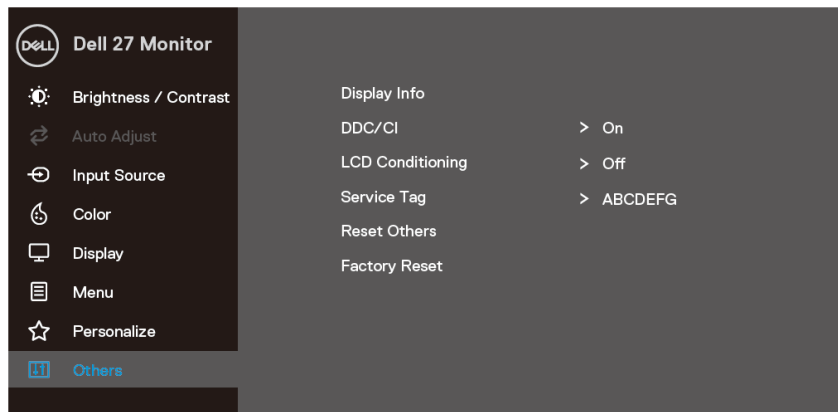 DELL Dell 27 Monitor
Brightness / Contrast
Auto Adjust
Input Source
Color
Display
Menu
Personalize
Others
Display Info
DDC/CI > On
LCD Conditioning > Off
Service Tag > ABCDEFG
Reset Others
Factory Reset